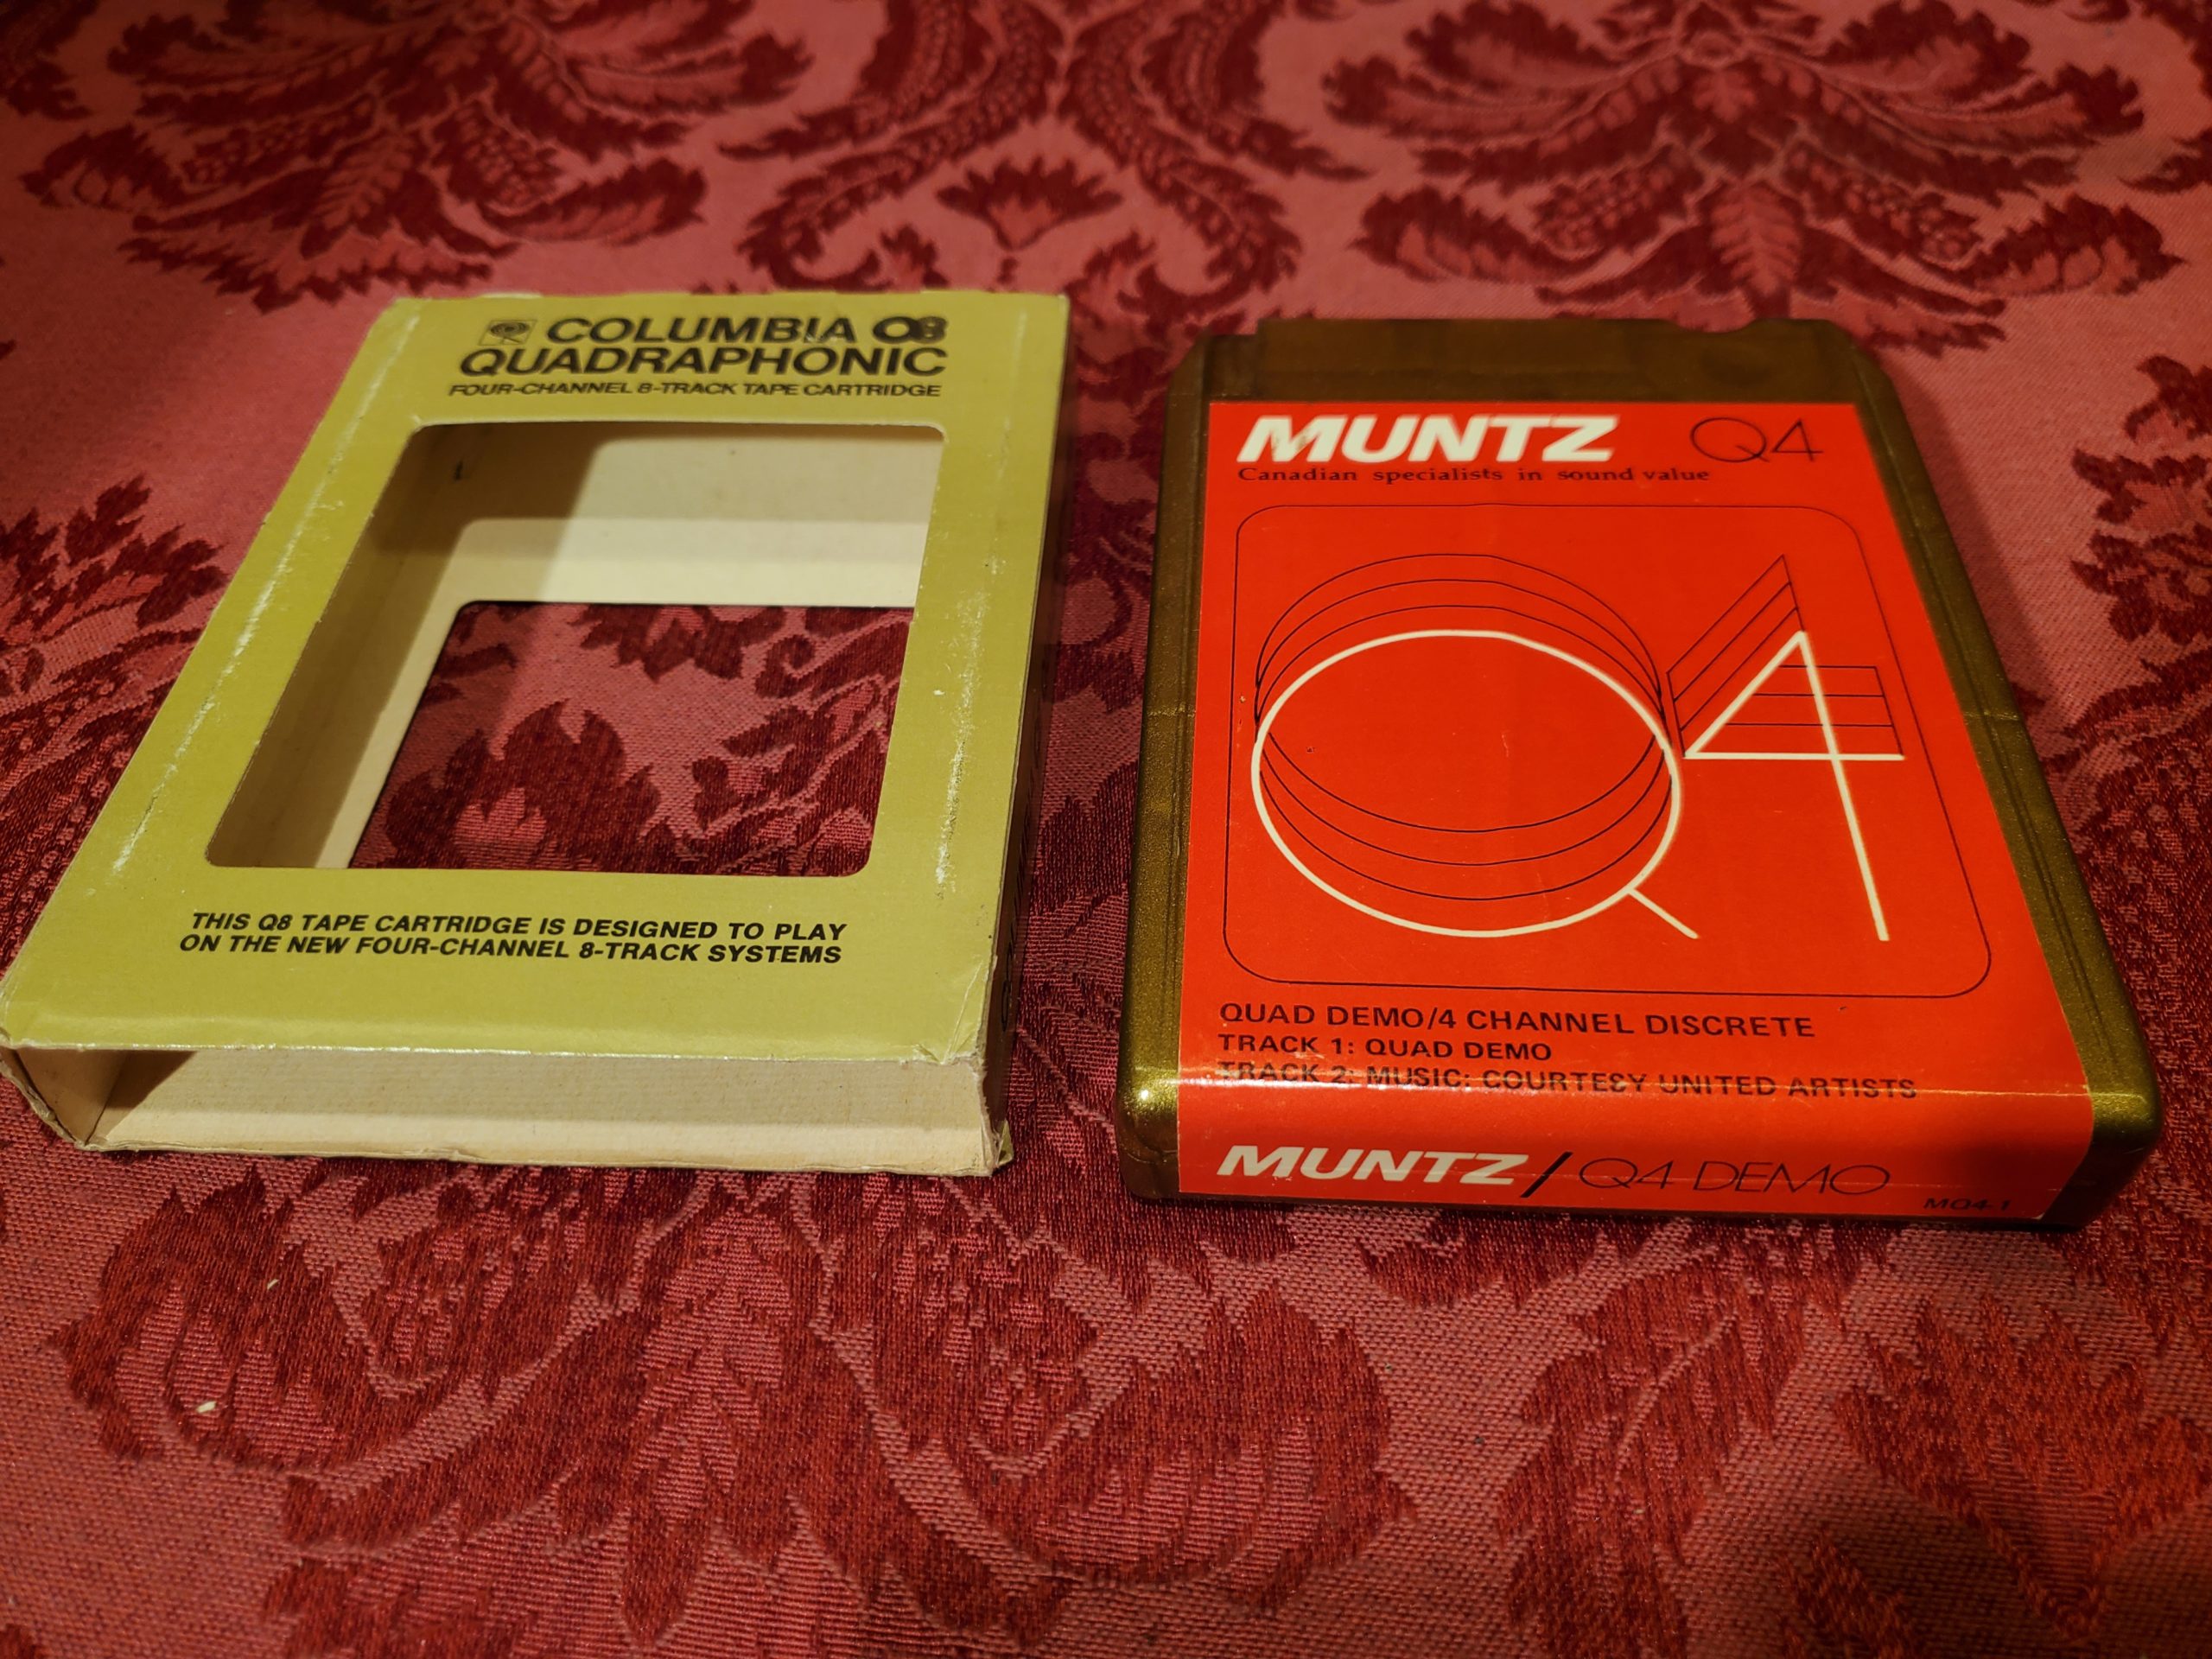 COLUMBIA Q8
QUADRAPHONIC
FOUR-CHANNEL 8-TRACK TAPE CARTRIDGE
THIS Q8 TAPE CARTRIDGE IS DESIGNED TO PLAY
ON THE NEW FOUR-CHANNEL 8-TRACK SYSTEMS
MUNTZ Q4
Canadian specialists in sound value
Q4
QUAD DEMO/4 CHANNEL DISCRETE
TRACK 1: QUAD DEMO
TRACK 2: MUSIC: COURTESY UNITED ARTISTS
MUNTZ/Q4 DEMO
MQ4-1